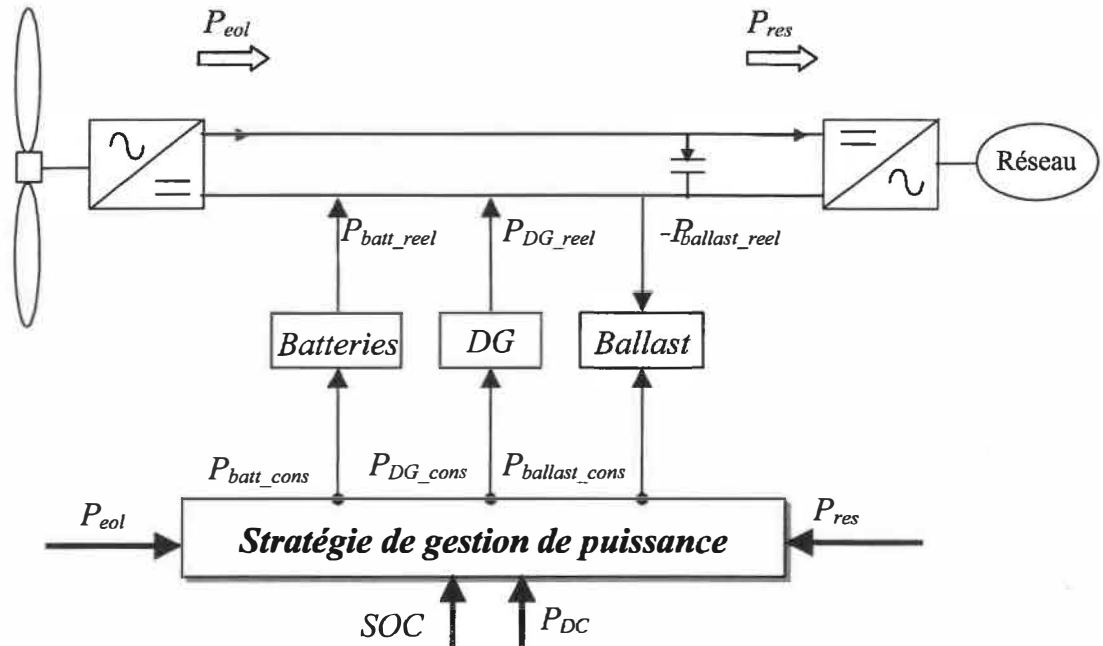 P_eol
P_res
Réseau
P_batt_reel
P_DG_reel
-P_ballast_reel
Batteries
DG
Ballast
P_batt_cons
P_DG_cons
P_ballast_cons
P_eol
Stratégie de gestion de puissance
P_res
SOC
P_DC